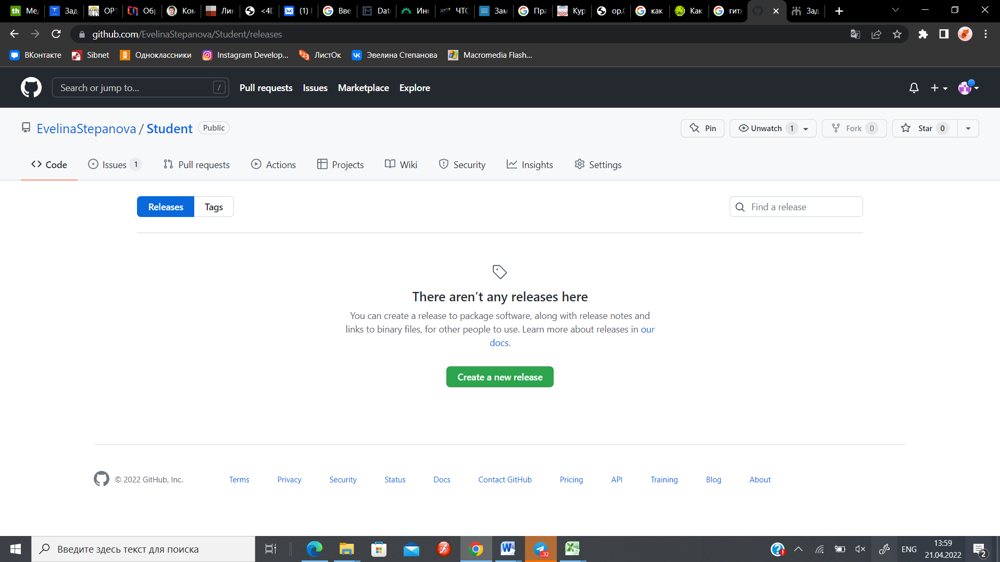 th Ме Зад ОР1 Обр Ком Лин <4D (1) Вве Dat Инн ЧТО Зам Пра Кур op.( как Как гитх Зад
github.com/EvelinaStepanova/Student/releases
ВКонтакте Sibnet Одноклассники Instagram Develop... ЛистОк Эвелина Степанова Macromedia Flash...
Search or jump to... / Pull requests Issues Marketplace Explore
EvelinaStepanova / Student Public Pin Unwatch 1 Fork 0 Star 0
Code Issues 1 Pull requests Actions Projects Wiki Security Insights Settings
Releases Tags Find a release
There aren’t any releases here
You can create a release to package software, along with release notes and
links to binary files, for other people to use. Learn more about releases in our
docs.
Create a new release
© 2022 GitHub, Inc. Terms Privacy Security Status Docs Contact GitHub Pricing API Training Blog About
Введите здесь текст для поиска ..32 ENG 13:59
21.04.2022 2